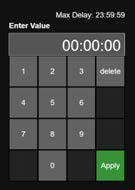 Max Delay: 23:59:59
Enter Value
00:00:00
1 2 3 delete
4 5 6
7 8 9
0 Apply